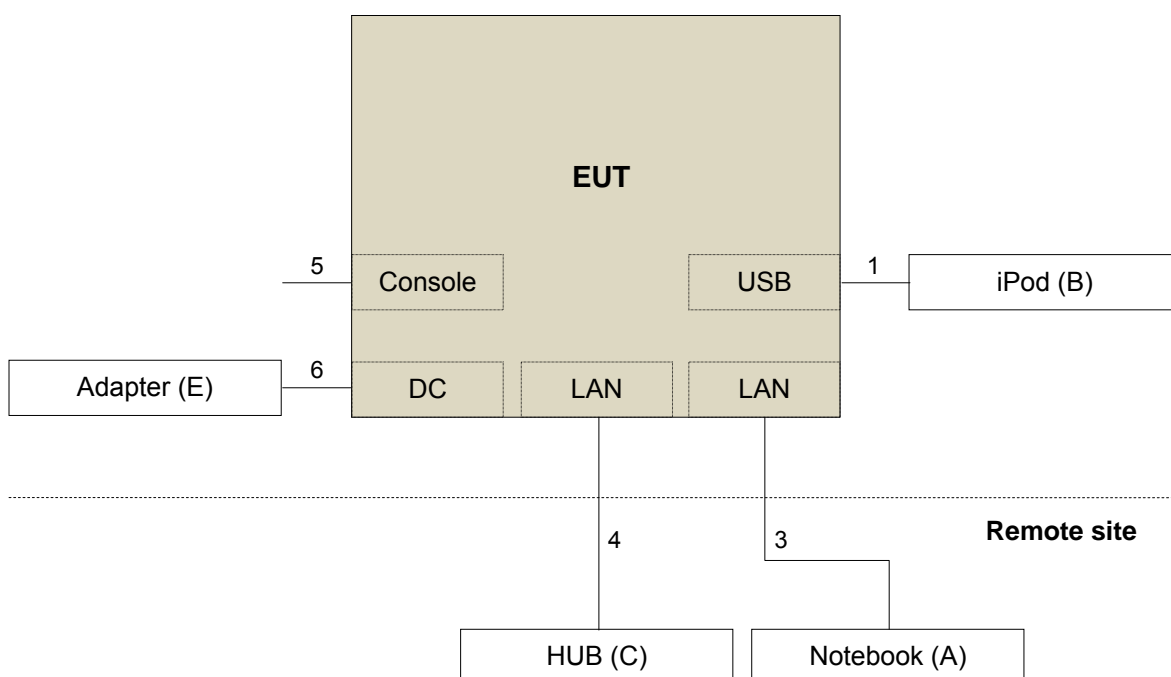 EUT
5
Console
USB
1
iPod (B)
Adapter (E)
6
DC
LAN
LAN
4
3
Remote site
HUB (C)
Notebook (A)